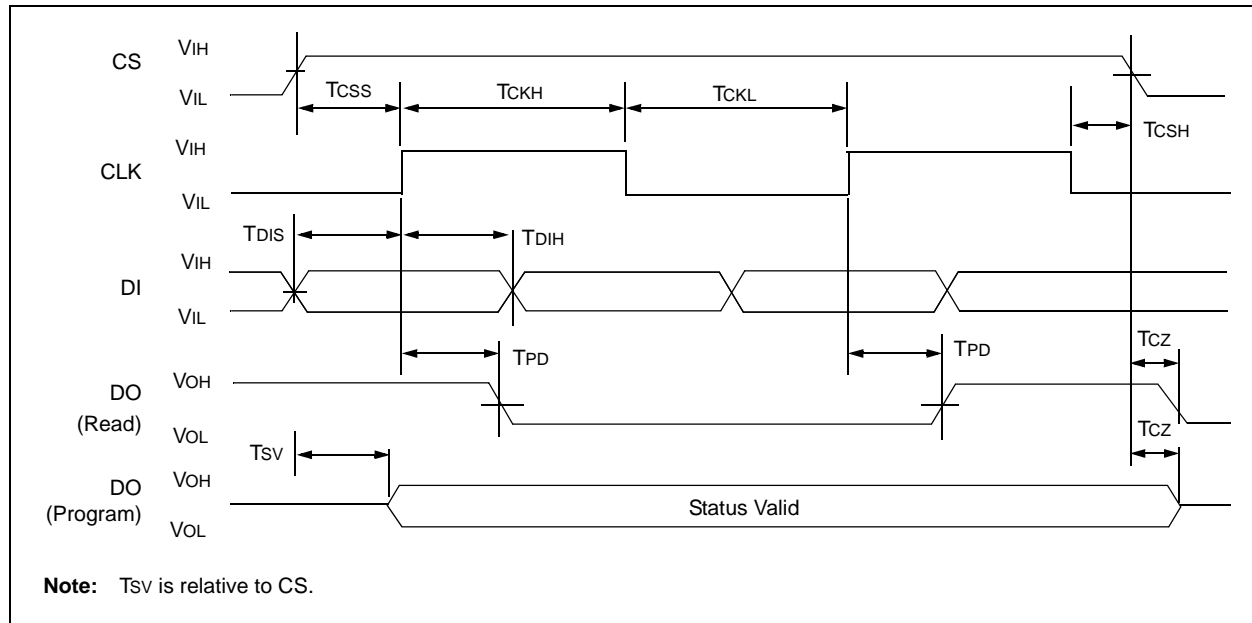 CS
VIH
VIL
TCSS
TCKH
TCKL
TCSH
CLK
VIH
VIL
TDIS
TDIH
DI
VIH
VIL
TPD
TPD
TCZ
DO
(Read)
VOH
VOL
TCZ
TSV
DO
(Program)
VOH
VOL
Status Valid
Note: TSV is relative to CS.